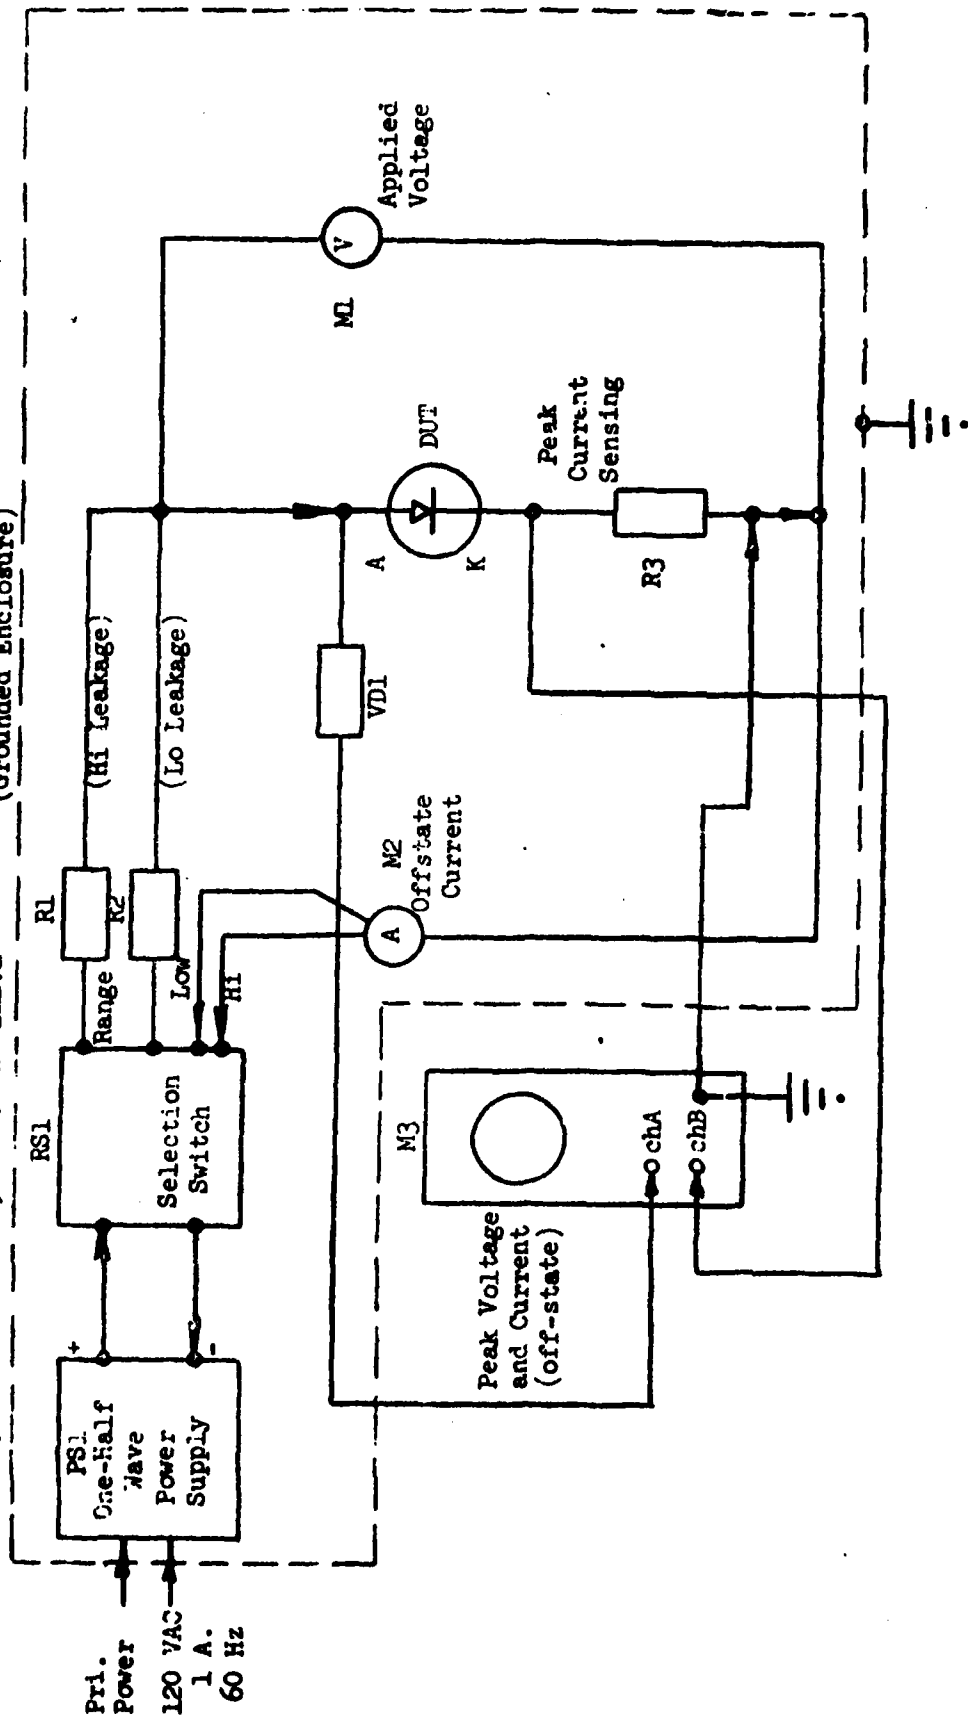 (Grounded Enclosure)
Pri.
Power
120 VAC
1 A.
60 Hz
PS1
One-Half
Wave
Power
Supply
+
-
RS1
Selection
Switch
Range
Low
Hi
R1
R2
(Hi Leakage)
(Lo Leakage)
M2
Offstate
Current
A
VD1
A
K
DUT
M1
V
Applied
Voltage
Peak
Current
Sensing
R3
M3
chA
chB
Peak Voltage
and Current
(off-state)